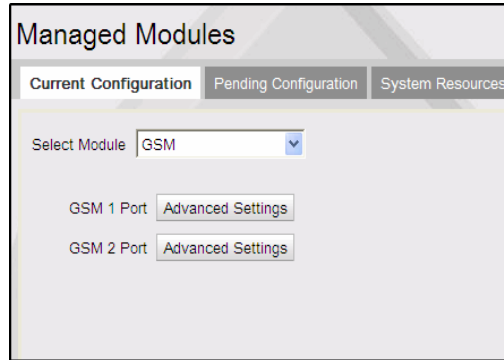 Managed Modules
Current Configuration Pending Configuration System Resources
Select Module GSM
GSM 1 Port Advanced Settings
GSM 2 Port Advanced Settings